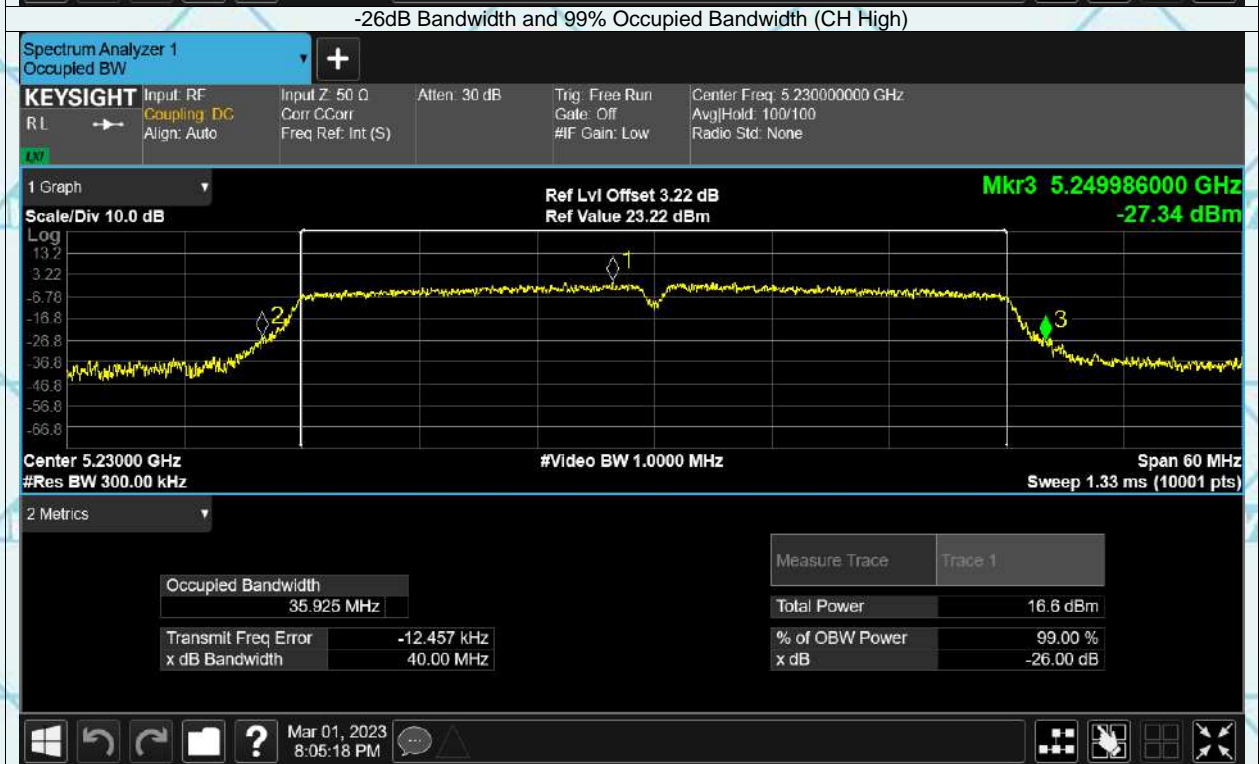 -26dB Bandwidth and 99% Occupied Bandwidth (CH High)
Spectrum Analyzer 1
Occupied BW
+
KEYSIGHT Input: RF Input Z: 50 Ω Atten: 30 dB Trig: Free Run Center Freq: 5.230000000 GHz
RL Coupling: DC Corr CCorr Gate: Off Avg|Hold: 100/100
Align: Auto Freq Ref: Int (S) #IF Gain: Low Radio Std: None
LXI
1 Graph Ref Lvl Offset 3.22 dB Mkr3 5.249986000 GHz
Scale/Div 10.0 dB Ref Value 23.22 dBm -27.34 dBm
Log
13.2
3.22
-6.78
-16.8
-26.8
-36.8
-46.8
-56.8
-66.8
1
2
3
Center 5.23000 GHz #Video BW 1.0000 MHz Span 60 MHz
#Res BW 300.00 kHz Sweep 1.33 ms (10001 pts)
2 Metrics
Measure Trace Trace 1
Occupied Bandwidth
35.925 MHz Total Power 16.6 dBm
Transmit Freq Error -12.457 kHz % of OBW Power 99.00 %
x dB Bandwidth 40.00 MHz x dB -26.00 dB
? Mar 01, 2023
8:05:18 PM